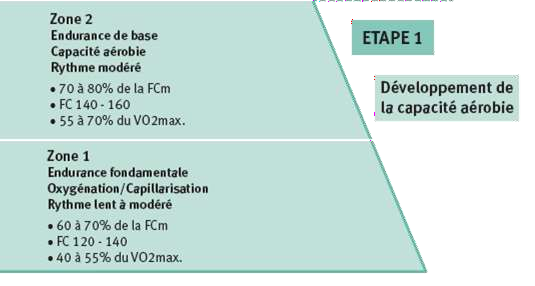 Zone 2
Endurance de base
Capacité aérobie
Rythme modéré
• 70 à 80% de la FCm
• FC 140 - 160
• 55 à 70% du VO2max.
ETAPE 1
Développement de
la capacité aérobie
Zone 1
Endurance fondamentale
Oxygénation/Capillarisation
Rythme lent à modéré
• 60 à 70% de la FCm
• FC 120 - 140
• 40 à 55% du VO2max.